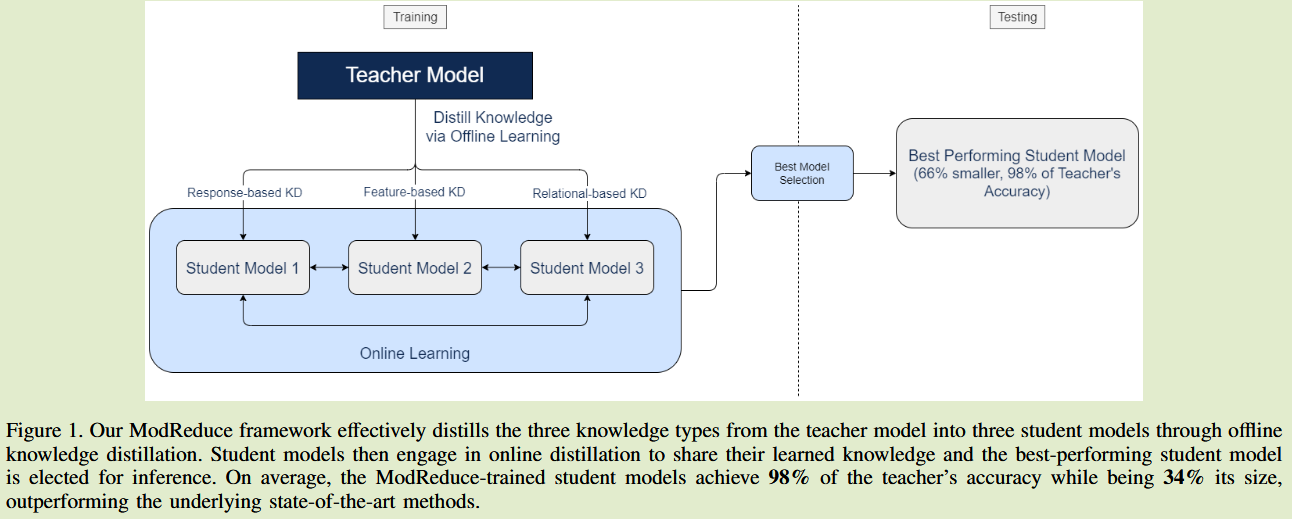 Training
Testing
Teacher Model
Distill Knowledge
via Offline Learning
Response-based KD
Feature-based KD
Relational-based KD
Student Model 1
Student Model 2
Student Model 3
Online Learning
Best Model
Selection
Best Performing Student Model
(66% smaller, 98% of Teacher's
Accuracy)
Figure 1. Our ModReduce framework effectively distills the three knowledge types from the teacher model into three student models through offline
knowledge distillation. Student models then engage in online distillation to share their learned knowledge and the best-performing student model
is elected for inference. On average, the ModReduce-trained student models achieve 98% of the teacher's accuracy while being 34% its size,
outperforming the underlying state-of-the-art methods.